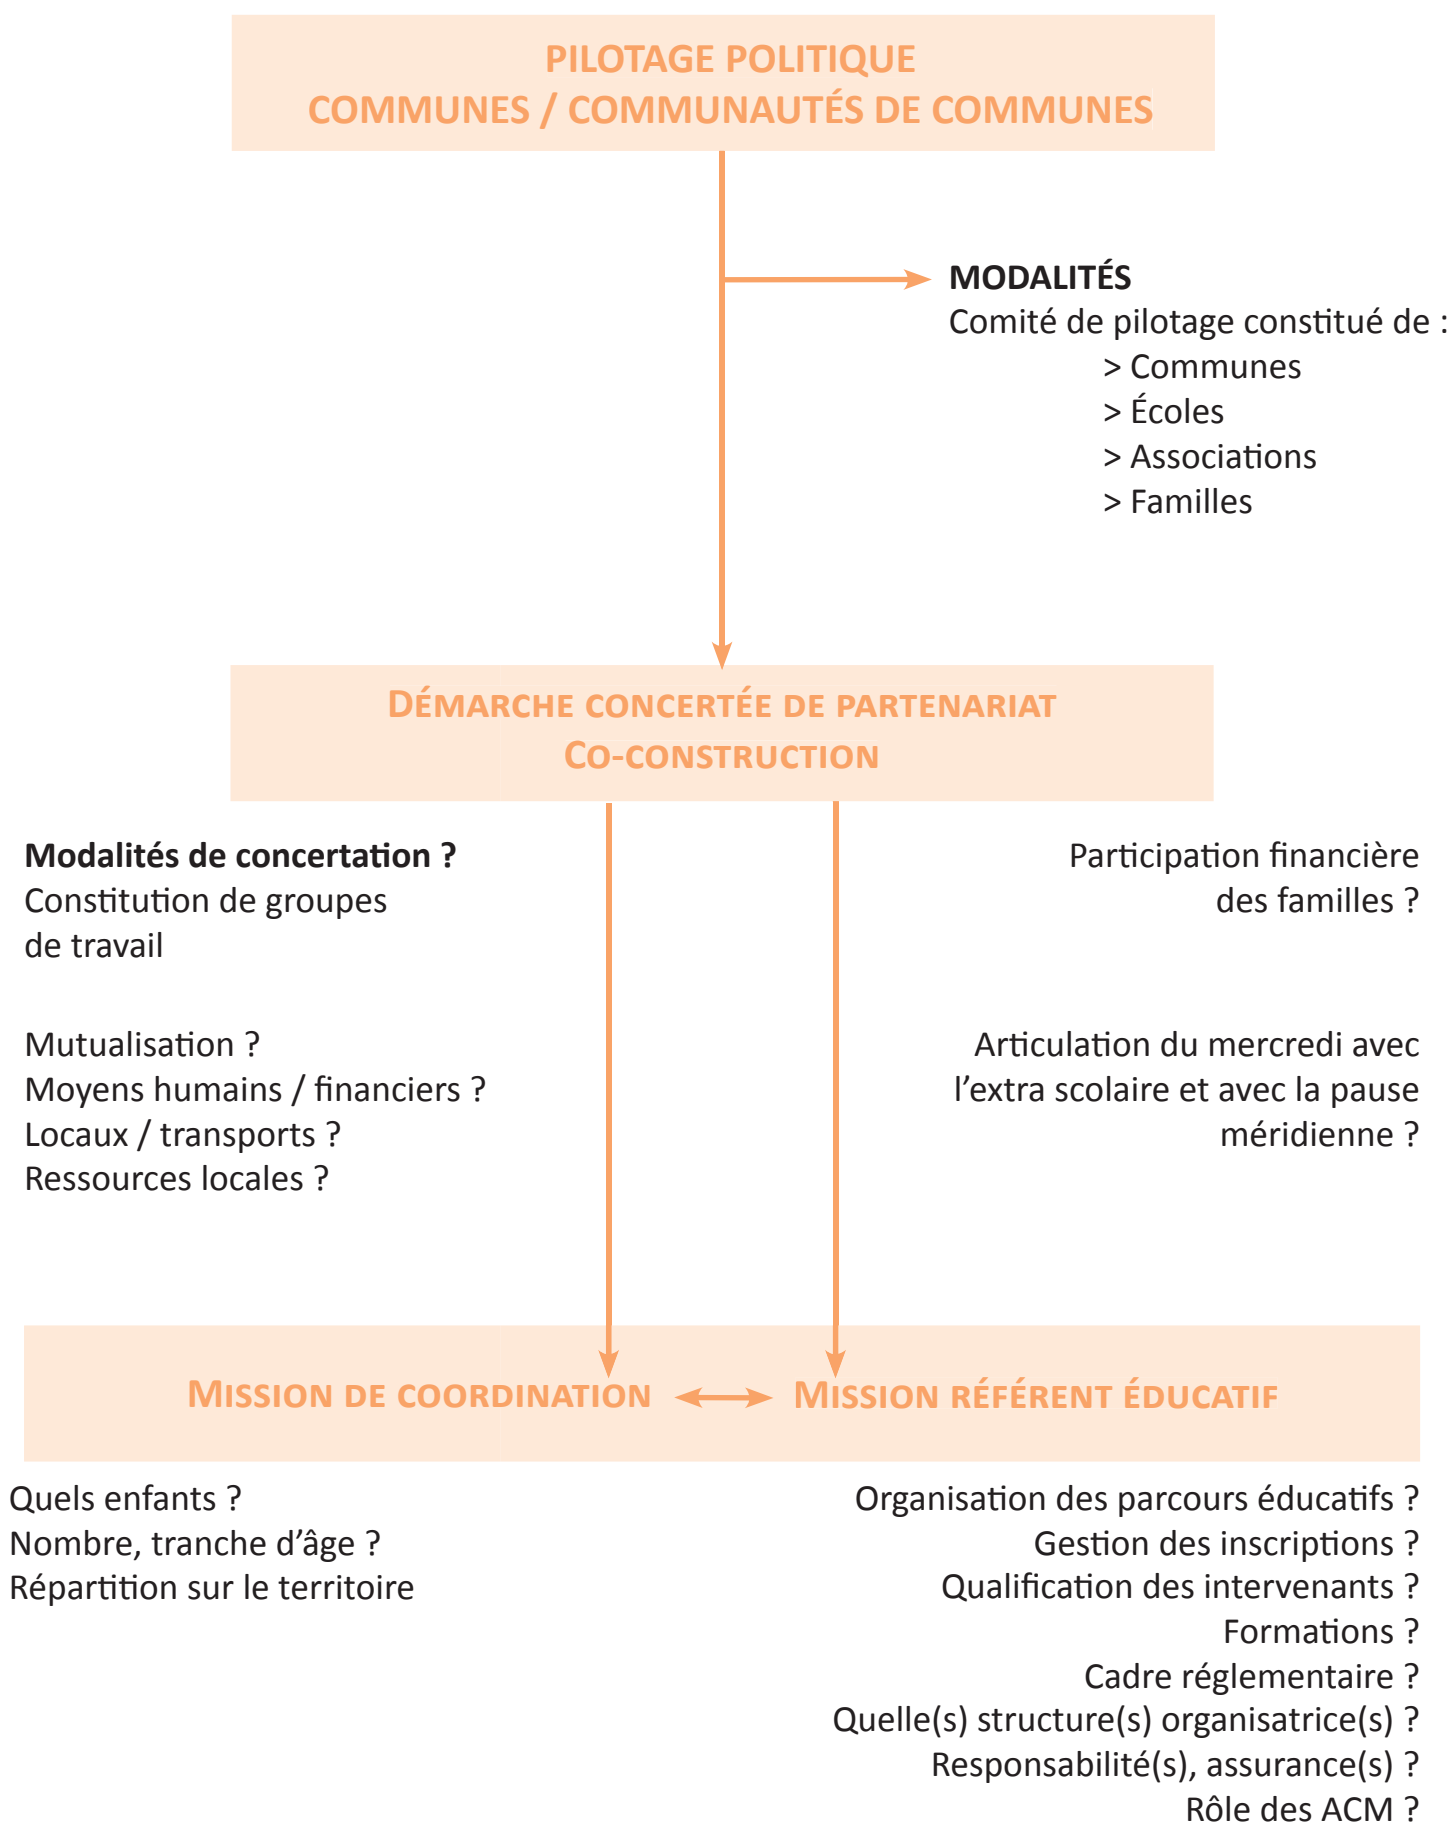 PILOTAGE POLITIQUE
COMMUNES / COMMUNAUTÉS DE COMMUNES
MODALITÉS
Comité de pilotage constitué de :
> Communes
> Écoles
> Associations
> Familles
Démarche concertée de partenariat
Co-construction
Modalités de concertation ?
Constitution de groupes
de travail
Participation financière
des familles ?
Mutualisation ?
Moyens humains / financiers ?
Locaux / transports ?
Ressources locales ?
Articulation du mercredi avec
l’extra scolaire et avec la pause
méridienne ?
Mission de coordination
Mission référent éducatif
Quels enfants ?
Nombre, tranche d’âge ?
Répartition sur le territoire
Organisation des parcours éducatifs ?
Gestion des inscriptions ?
Qualification des intervenants ?
Formations ?
Cadre réglementaire ?
Quelle(s) structure(s) organisatrice(s) ?
Responsabilité(s), assurance(s) ?
Rôle des ACM ?